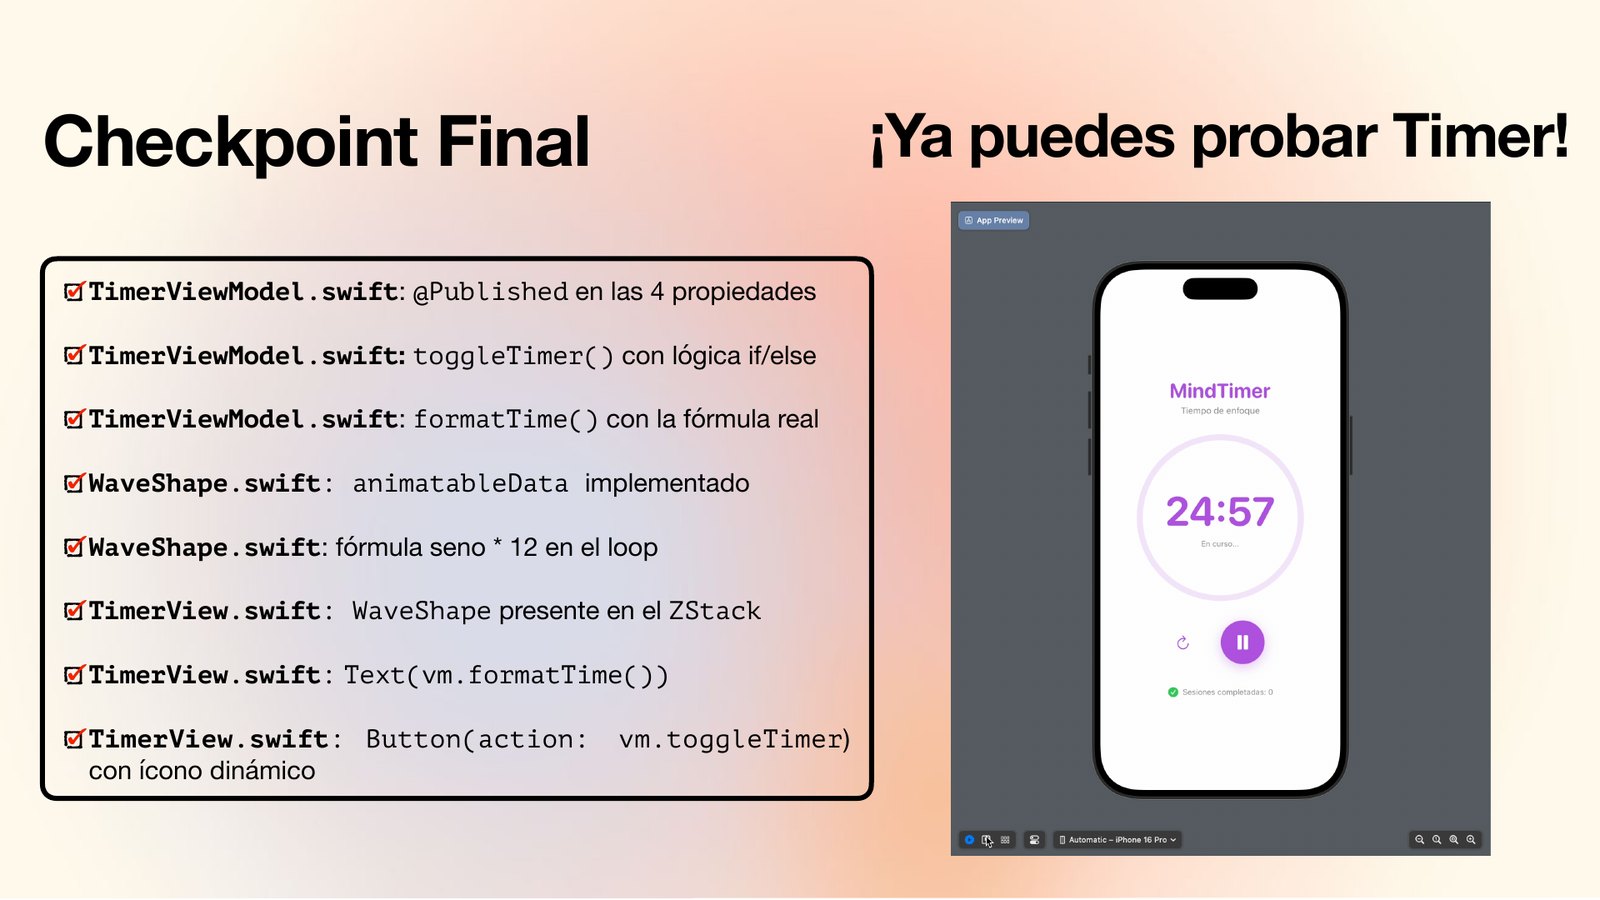 Checkpoint Final
TimerViewModel.swift: @Published en las 4 propiedades
TimerViewModel.swift: toggleTimer() con lógica if/else
TimerViewModel.swift: formatTime() con la fórmula real
WaveShape.swift: animatableData implementado
WaveShape.swift: fórmula seno * 12 en el loop
TimerView.swift: WaveShape presente en el ZStack
TimerView.swift: Text(vm.formatTime())
TimerView.swift: Button(action: vm.toggleTimer)
con ícono dinámico
¡Ya puedes probar Timer!
App Preview
MindTimer
Tiempo de enfoque
24:57
En curso...
Sesiones completadas: 0
Automatic – iPhone 16 Pro